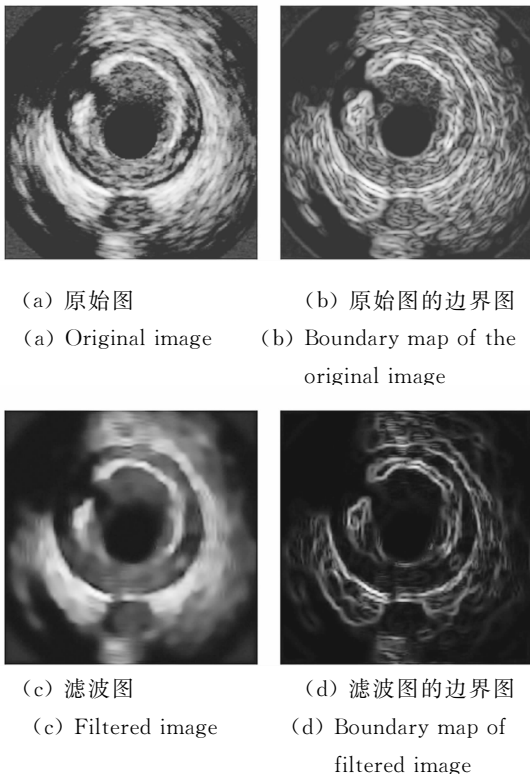 (a) 原始图
(b) 原始图的边界图
(a) Original image
(b) Boundary map of the
original image
(c) 滤波图
(d) 滤波图的边界图
(c) Filtered image
(d) Boundary map of
filtered image